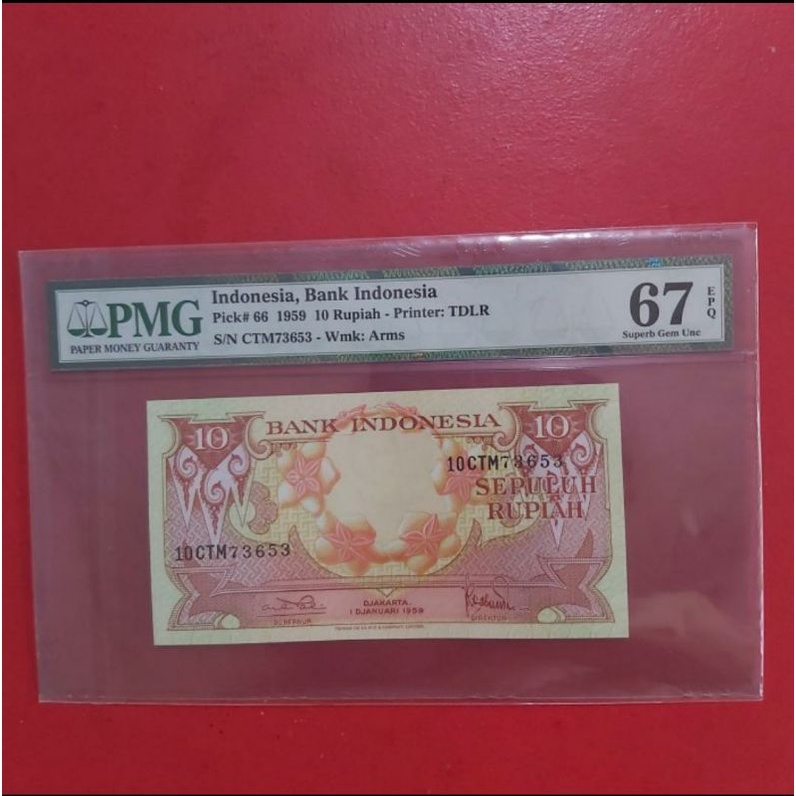 PMG
PAPER MONEY GUARANTY
Indonesia, Bank Indonesia
Pick# 66 1959 10 Rupiah - Printer: TDLR
S/N CTM73653 - Wmk: Arms
67
EPQ
Superb Gem Unc
10
BANK INDONESIA
10
10CTM73653
SEPULUH
RUPIAH
10CTM73653
DJAKARTA.
1 DJANUARI 1959
DIREKTUR